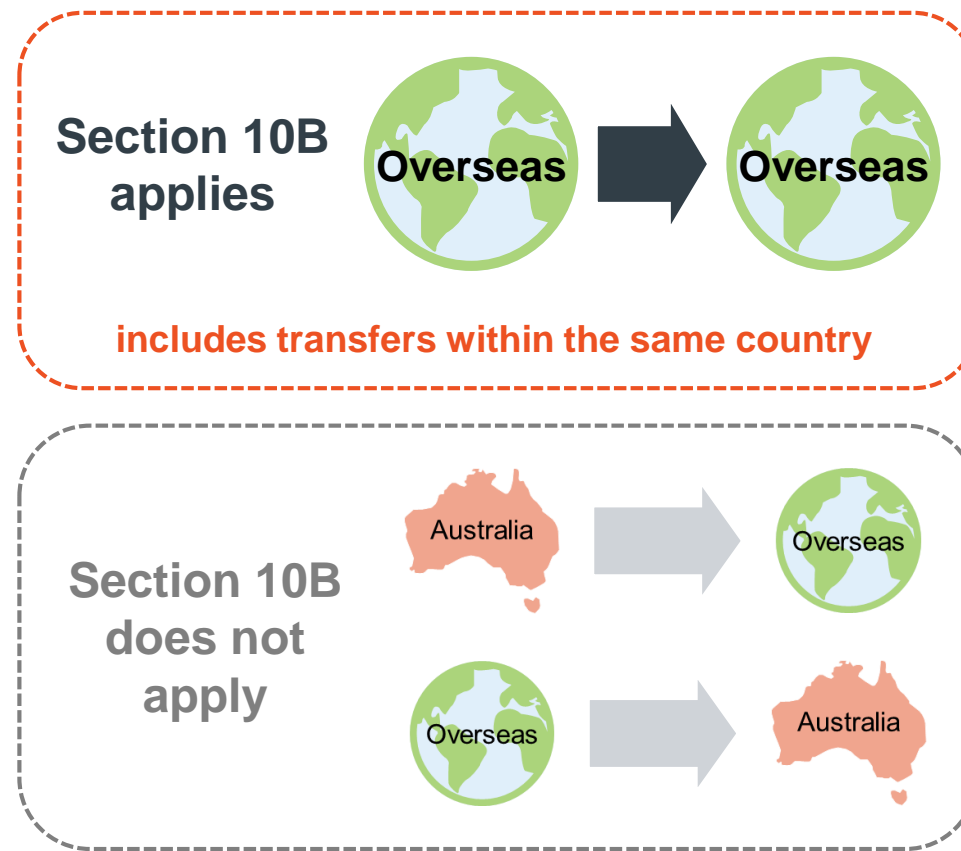 Section 10B
applies
Overseas
Overseas
includes transfers within the same country
Section 10B
does not
apply
Australia
Overseas
Overseas
Australia